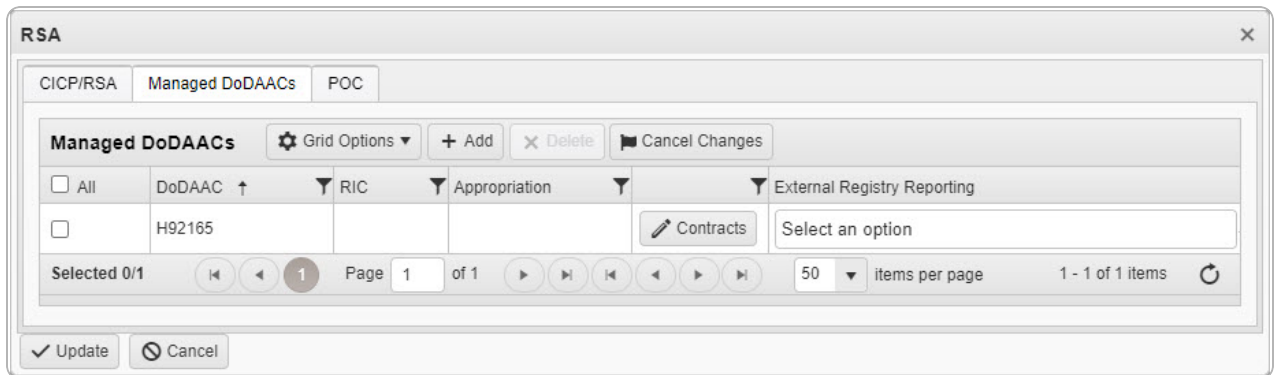 RSA
CICP/RSA Managed DoDAACs POC
Managed DoDAACs Grid Options Add Delete Cancel Changes
All DoDAAC RIC Appropriation External Registry Reporting
H92165 Contracts Select an option
Selected 0/1 1 Page 1 of 1 50 items per page 1 - 1 of 1 items
Update Cancel